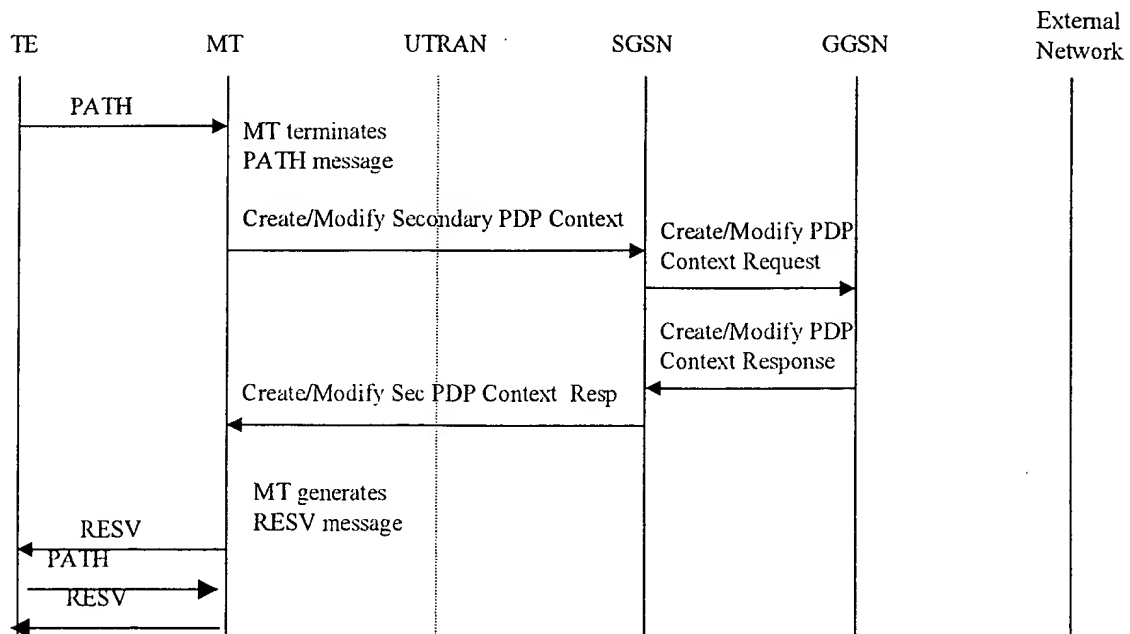 External
Network
TE
MT
UTRAN
SGSN
GGSN
PATH
MT terminates
PATH message
Create/Modify Secondary PDP Context
Create/Modify PDP
Context Request
Create/Modify PDP
Context Response
Create/Modify Sec PDP Context Resp
MT generates
RESV message
RESV
PATH
RESV